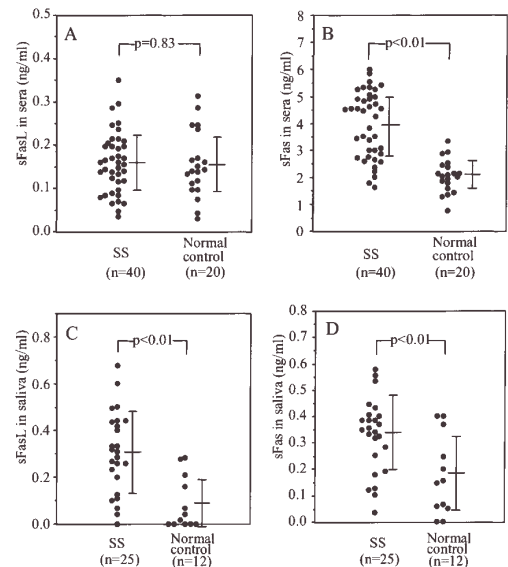 A
p=0.83
sFasL in sera (ng/ml)
0.5
0.4
0.3
0.2
0.1
0.0
SS
(n=40)
Normal
control
(n=20)
B
p<0.01
sFas in sera (ng/ml)
8
7
6
5
4
3
2
1
0
SS
(n=40)
Normal
control
(n=20)
C
p<0.01
sFasL in saliva (ng/ml)
0.8
0.6
0.4
0.2
0.0
SS
(n=25)
Normal
control
(n=12)
D
p<0.01
sFas in saliva (ng/ml)
0.8
0.7
0.6
0.5
0.4
0.3
0.2
0.1
0.0
SS
(n=25)
Normal
control
(n=12)